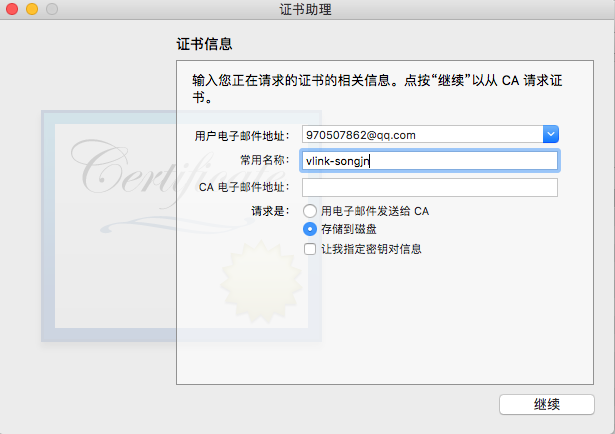 证书助理
证书信息
输入您正在请求的证书的相关信息。点按“继续”以从 CA 请求证
书。
用户电子邮件地址： 970507862@qq.com
常用名称： vlink-songjn
CA 电子邮件地址：
请求是： 用电子邮件发送给 CA
存储到磁盘
让我指定密钥对信息
Certificate
继续